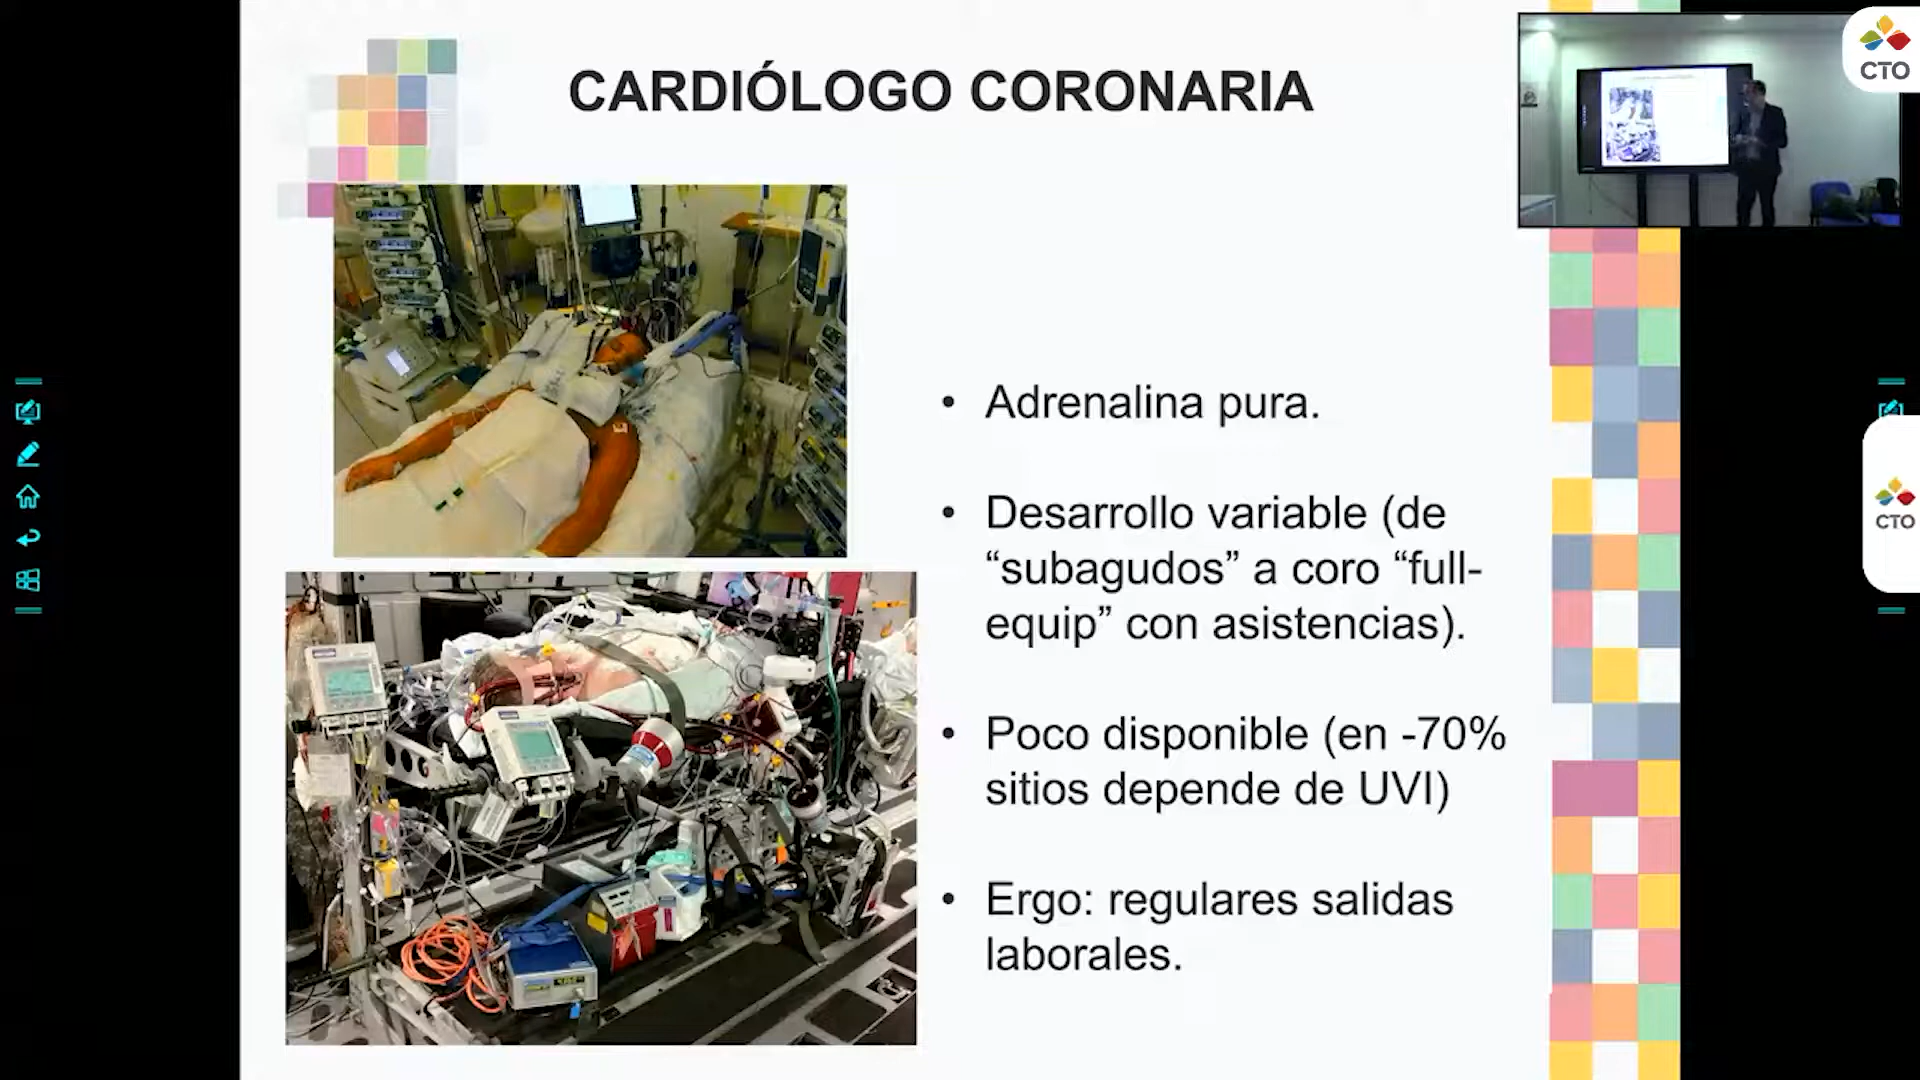 CARDIÓLOGO CORONARIA
CTO
• Adrenalina pura.
• Desarrollo variable (de
“subagudos” a coro “full-
equip” con asistencias).
CTO
• Poco disponible (en -70%
sitios depende de UVI)
• Ergo: regulares salidas
laborales.